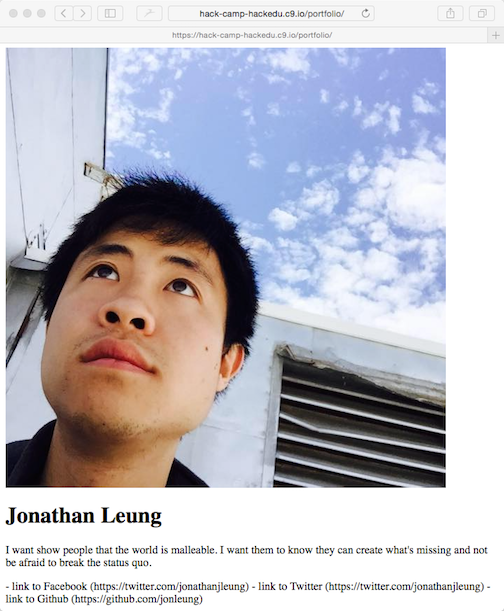 hack-camp-hackedu.c9.io/portfolio/
https://hack-camp-hackedu.c9.io/portfolio/
Jonathan Leung
I want show people that the world is malleable. I want them to know they can create what's missing and not
be afraid to break the status quo.
- link to Facebook (https://twitter.com/jonathanjleung) - link to Twitter (https://twitter.com/jonathanjleung) -
link to Github (https://github.com/jonleung)